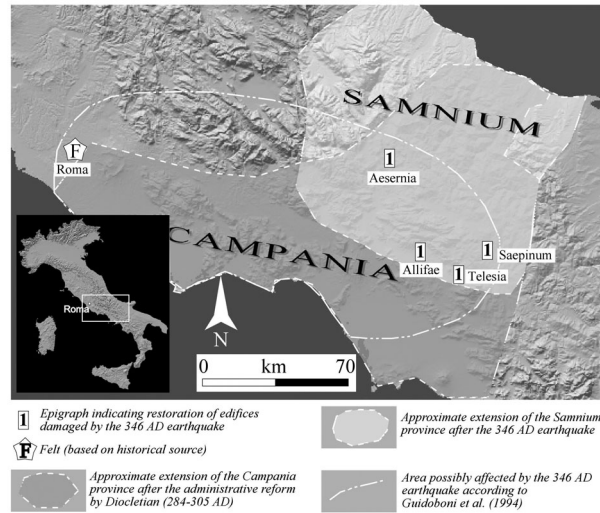 SAMNIUM
F
Roma
1
Aesernia
CAMPANIA
1
Allifae
1
Saepinum
1
Telesia
Roma
N
0 km 70
1 Epigraph indicating restoration of edifices
damaged by the 346 AD earthquake
F Felt (based on historical source)
Approximate extension of the Campania
province after the administrative reform
by Diocletian (284-305 AD)
Approximate extension of the Samnium
province after the 346 AD earthquake
Area possibly affected by the 346 AD
earthquake according to
Guidoboni et al. (1994)